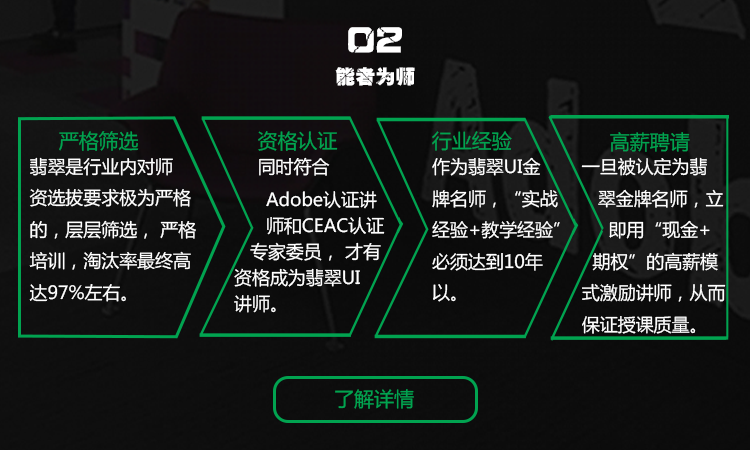 02
能者为师
严格筛选
翡翠是行业内对师
资选拔要求极为严格
的，层层筛选， 严格
培训，淘汰率最终高
达97%左右。
资格认证
同时符合
Adobe认证讲
师和CEAC认证
专家委员， 才有
资格成为翡翠UI
讲师。
行业经验
作为翡翠UI金
牌名师，“实战
经验+教学经验”
必须达到10年
以。
高薪聘请
一旦被认定为翡
翠金牌名师，立
即用“现金+
期权”的高薪模
式激励讲师，从而
保证授课质量。
了解详情